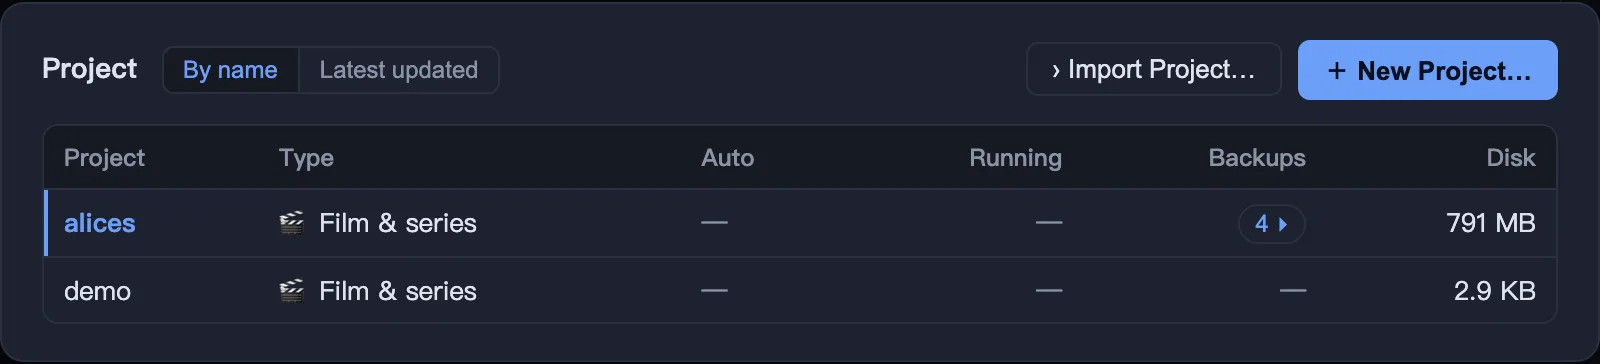 Project By name Latest updated › Import Project… + New Project…
Project Type Auto Running Backups Disk
alices 🎬 Film & series — — 4 ▸ 791 MB
demo 🎬 Film & series — — — 2.9 KB